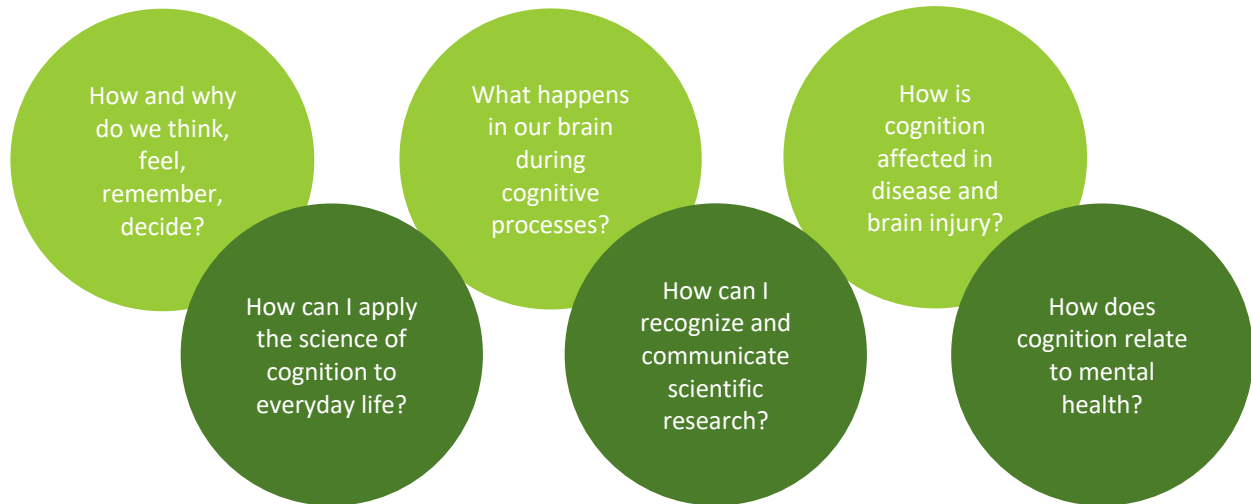 How and why
do we think,
feel,
remember,
decide?
What happens
in our brain
during
cognitive
processes?
How is
cognition
affected in
disease and
brain injury?
How can I apply
the science of
cognition to
everyday life?
How can I
recognize and
communicate
scientific
research?
How does
cognition relate
to mental
health?